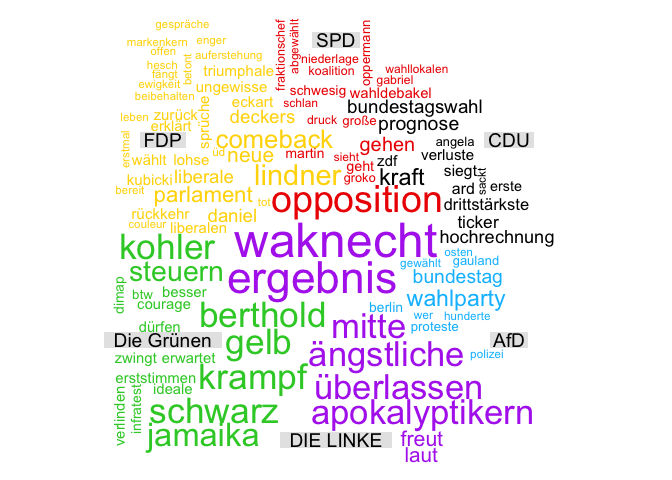 gespräche
SPD
markenkern
enger
offen
auferstehung
fraktionschef
abgewählt
niederlage
oppermann
hesch
betont
triumphale
koalition
wahllokalen
fängt
ewigkeit
ungewisse
gabriel
beibehalten
schwesig
wahldebakel
eckart
schlan
bundestagswahl
leben
zurück
sprüche
deckers
druck
große
prognose
erklärt
FDP
comeback
gehen
angela
CDU
erstmal
wählt
lohse
üd
neue
martin
sieht
zdf
verluste
kubicki
liberale
lindner
geht
groko
kraft
siegt
sackt
bereit
parlament
tot
opposition
ard
erste
drittstärkste
rückkehr
daniel
couleur
liberalen
ticker
waknecht
hochrechnung
kohler
osten
steuern
ergebnis
gewählt
gauland
bundestag
dimap
btw
besser
courage
berthold
berlin
wahlparty
dürfen
mitte
wer
hunderte
proteste
Die Grünen
gelb
AfD
zwingt
erwartet
ängstliche
polizei
erststimmen
krampf
ideale
überlassen
verlinden
infratest
schwarz
apokalyptikern
jamaika
DIE LINKE
freut
laut